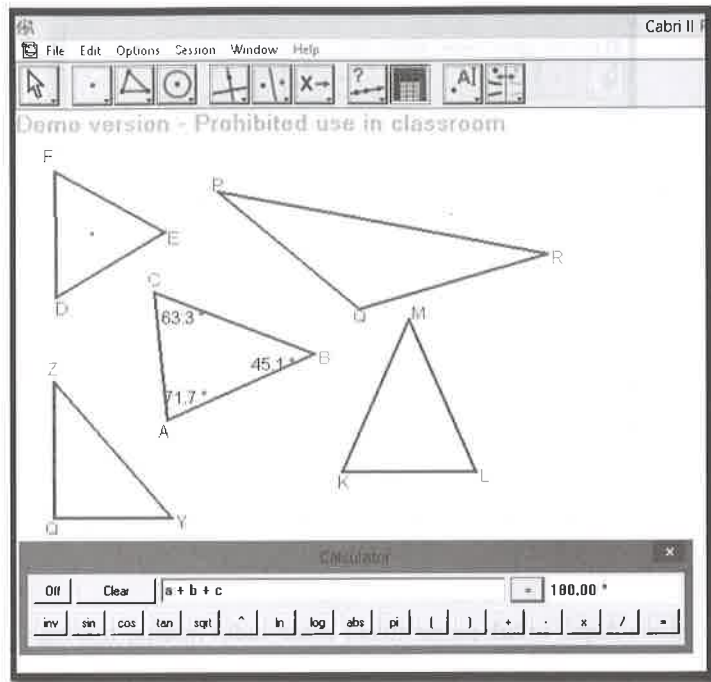 Cabri II
File Edit Options Session Window Help
? A
Demo version - Prohibited use in classroom
F
P
E
R
D
C
Q
M
63.3 °
B
45.1 °
Z
71.7 °
A
K
L
Q
Y
Calculator
×
Off Clear a + b + c = 180.00 °
inv sin cos tan sqrt ^ ln log abs pi ( ) + - x / =